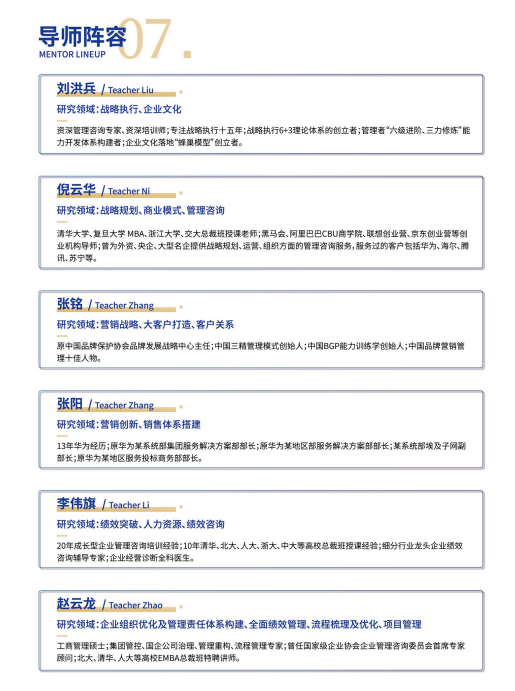 导师阵容 07.
MENTOR LINEUP
刘洪兵 / Teacher Liu
研究领域：战略执行、企业文化
资深管理咨询专家、资深培训师；专注战略执行十五年；战略执行6+3理论体系的创立者；管理者“六级进阶、三力修炼”能
力开发体系构建者；企业文化落地“蜂巢模型”创立者。
倪云华 / Teacher Ni
研究领域：战略规划、商业模式、管理咨询
清华大学、复旦大学 MBA、浙江大学、交大总裁班授课老师；黑马会、阿里巴巴CBU商学院、联想创业营、京东创业营等创
业机构导师；曾为外资、央企、大型名企提供战略规划、运营、组织方面的管理咨询服务，服务过的客户包括华为、海尔、腾
讯、苏宁等。
张铭 / Teacher Zhang
研究领域：营销战略、大客户打造、客户关系
原中国品牌保护协会品牌发展战略中心主任；中国三精管理模式创始人；中国BGP能力训练学创始人；中国品牌营销管
理十佳人物。
张阳 / Teacher Zhang
研究领域：营销创新、销售体系搭建
13年华为经历；原华为某系统部集团服务解决方案部部长；原华为某地区部服务解决方案部部长；某系统部埃及子网副
部长；原华为某地区服务投标商务部部长。
李伟旗 / Teacher Li
研究领域：绩效突破、人力资源、绩效咨询
20年成长型企业管理咨询培训经验；10年清华、北大、人大、浙大、中大等高校总裁班授课经验；细分行业龙头企业绩效
咨询辅导专家；企业经营诊断全科医生。
赵云龙 / Teacher Zhao
研究领域：企业组织优化及管理责任体系构建、全面绩效管理、流程梳理及优化、项目管理
工商管理硕士；集团管控、国企公司治理、管理重构、流程管理专家；曾任国家级企业协会企业管理咨询委员会首席专家
顾问；北大、清华、人大等高校EMBA总裁班特聘讲师。